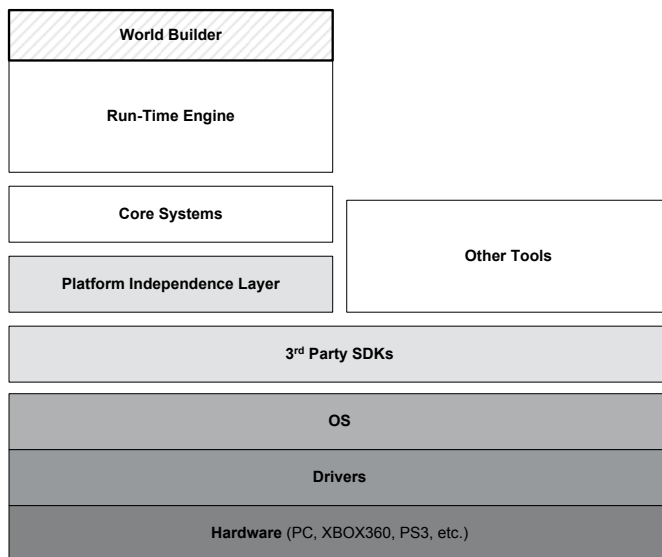 World Builder
Run-Time Engine
Core Systems
Other Tools
Platform Independence Layer
3rd Party SDKs
OS
Drivers
Hardware (PC, XBOX360, PS3, etc.)